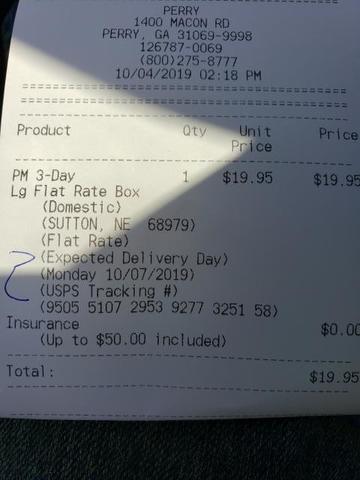 PERRY
1400 MACON RD
PERRY, GA 31069-9998
126787-0069
(800)275-8777
10/04/2019 02:18 PM
Product Qty Unit Price Price
PM 3-Day 1 $19.95 $19.95
Lg Flat Rate Box
(Domestic)
(SUTTON, NE 68979)
(Flat Rate)
(Expected Delivery Day)
(Monday 10/07/2019)
(USPS Tracking #)
(9505 5107 2953 9277 3251 58)
Insurance $0.00
(Up to $50.00 included)
Total: $19.95